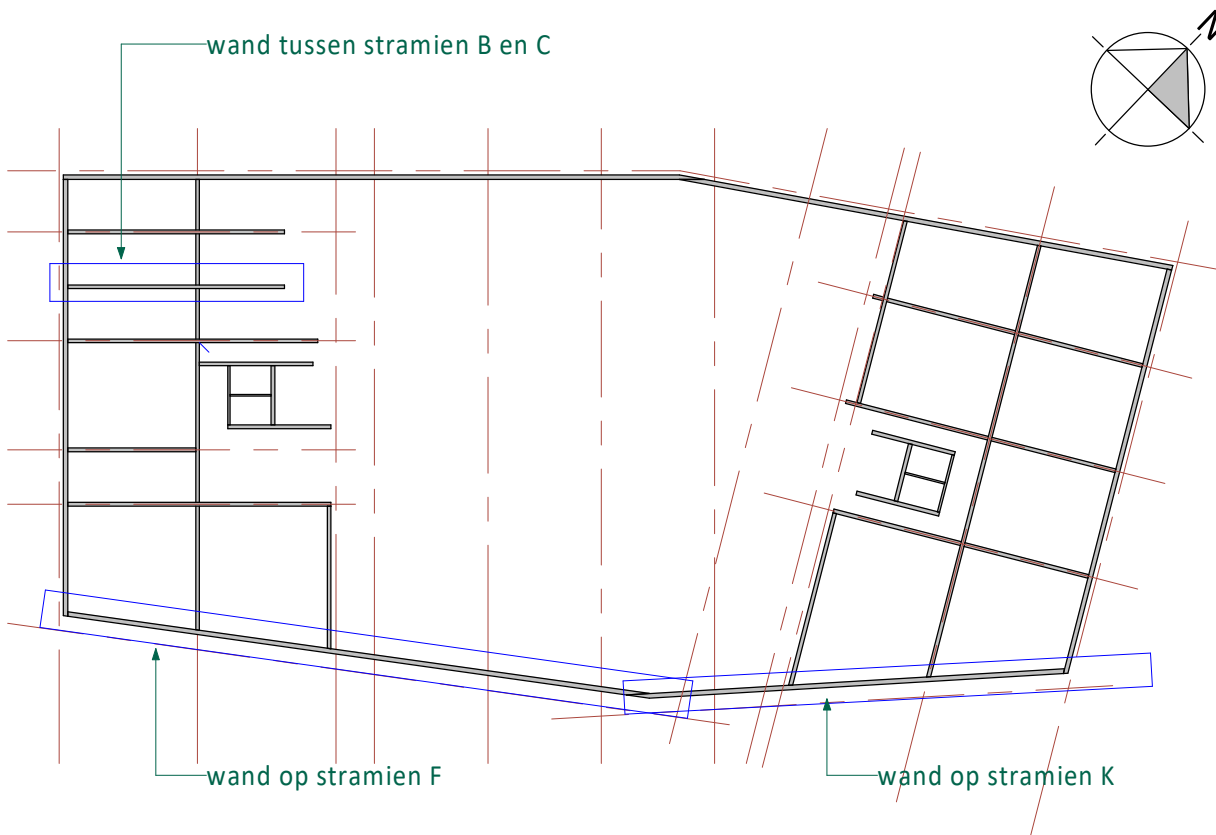 N
wand tussen stramien B en C
wand op stramien F
wand op stramien K